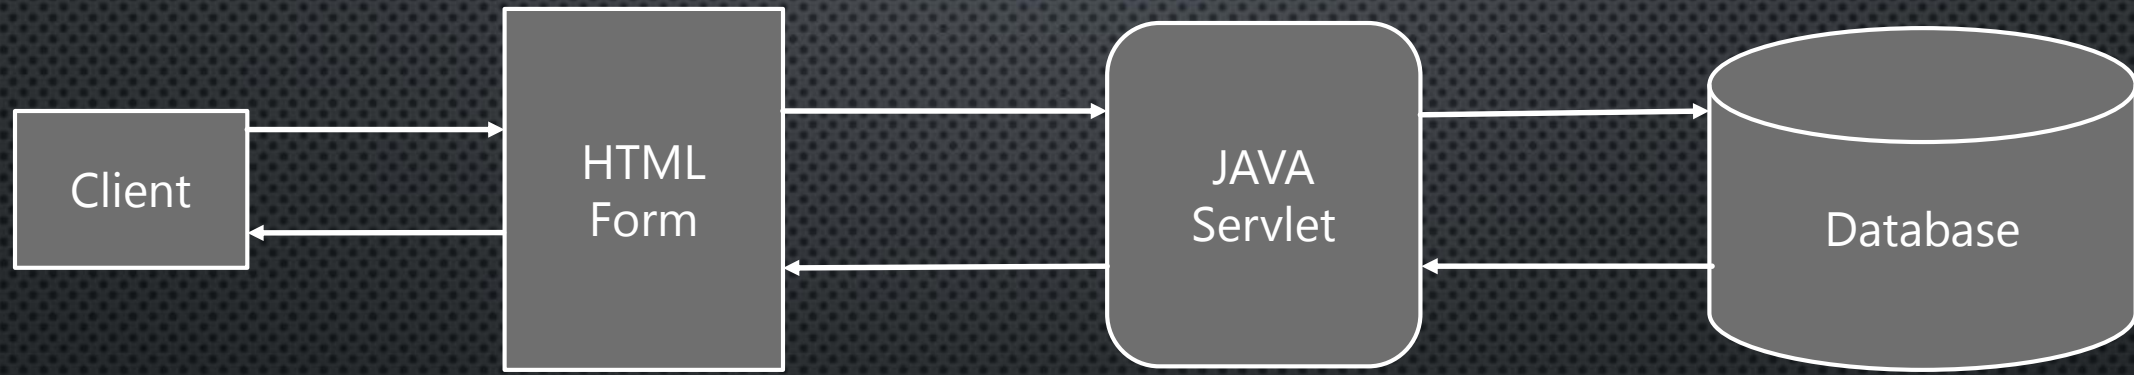 Client
HTML
Form
JAVA
Servlet
Database